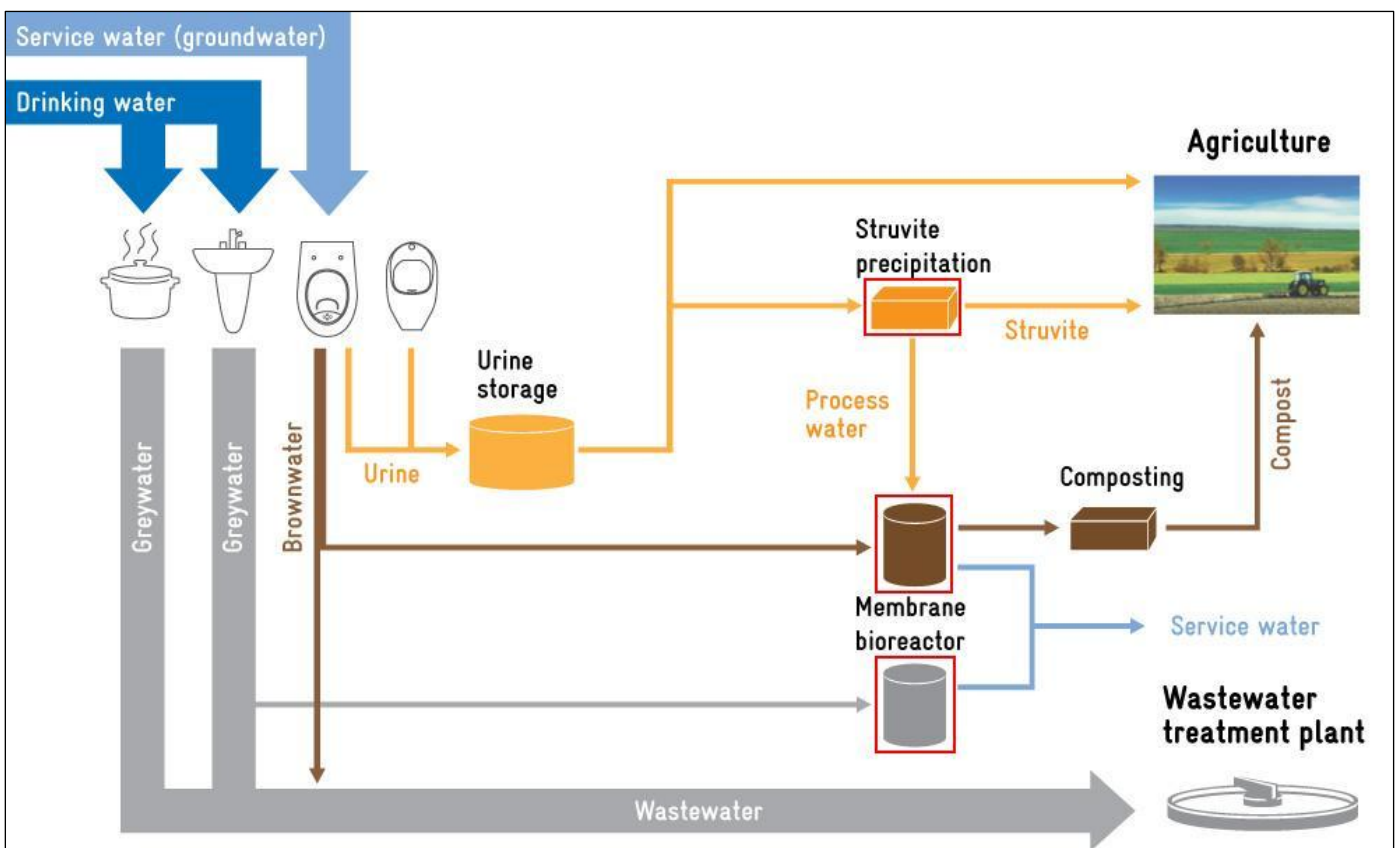 Service water (groundwater)
Drinking water
Agriculture
Struvite
precipitation
Struvite
Urine
storage
Process
water
Urine
Greywater
Greywater
Brownwater
Composting
Compost
Membrane
bioreactor
Service water
Wastewater
treatment plant
Wastewater